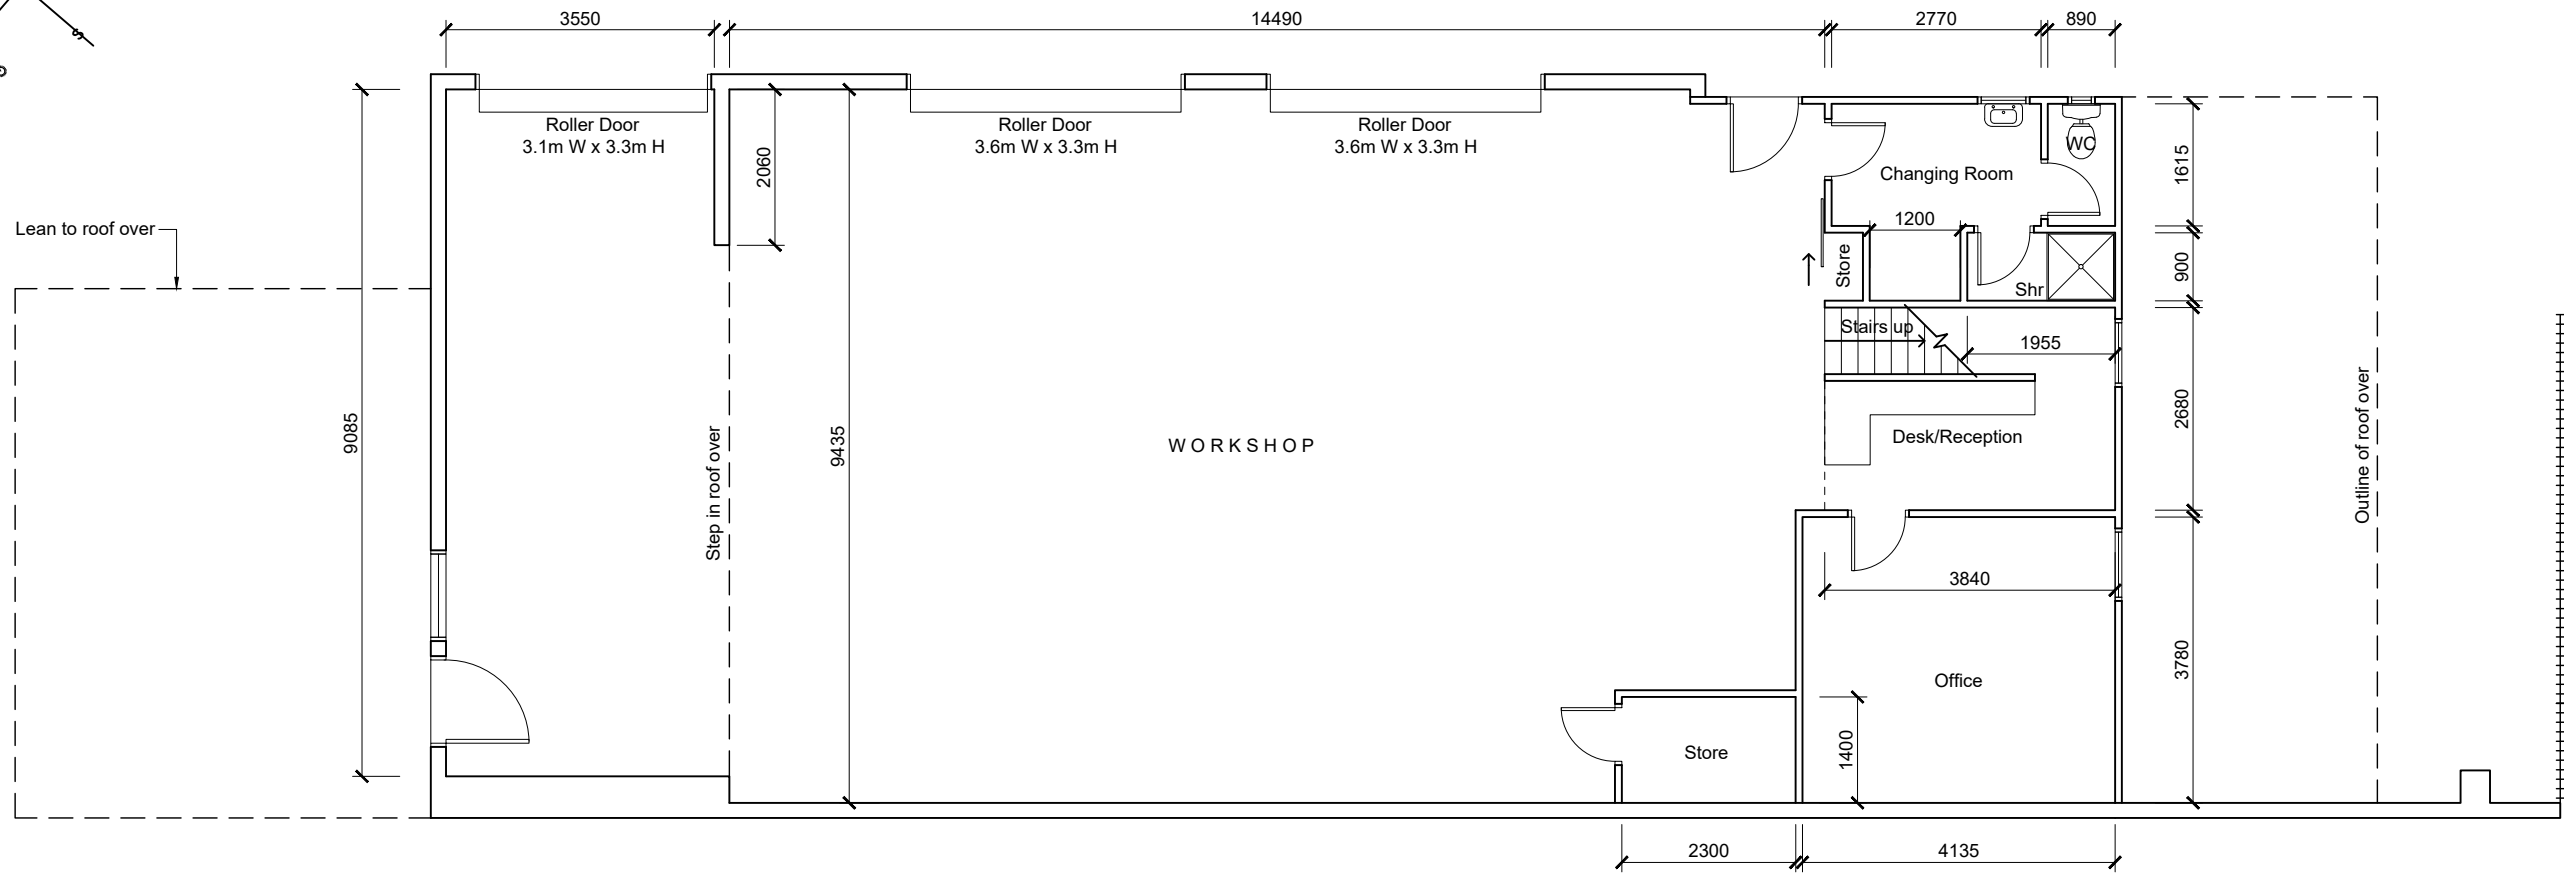 3550
14490
2770
890
S
Roller Door
3.1m W x 3.3m H
Roller Door
3.6m W x 3.3m H
Roller Door
3.6m W x 3.3m H
2060
WC
1615
Changing Room
Lean to roof over
1200
Store
900
Shr
Stairs up
1955
9085
9435
Step in roof over
WORKSHOP
Desk/Reception
2680
Outline of roof over
3840
Office
3780
Store
1400
2300
4135